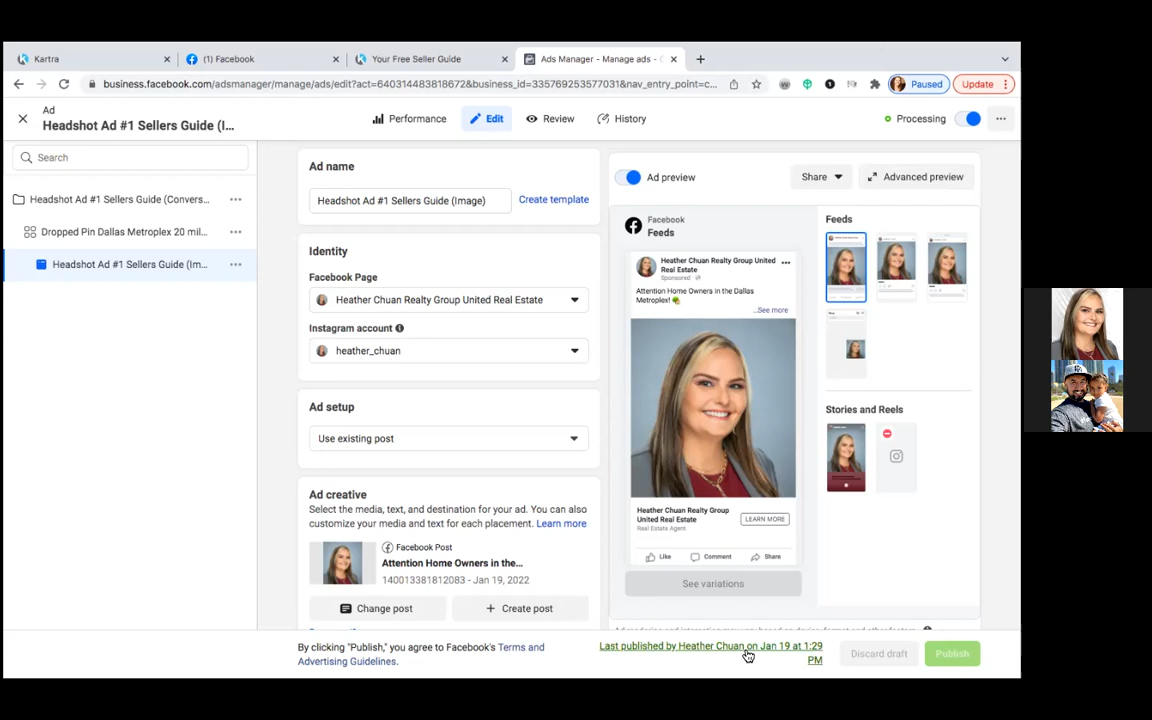 Kartra
(1) Facebook
Your Free Seller Guide
Ads Manager - Manage ads -
business.facebook.com/adsmanager/manage/ads/edit?act=640314483818672&business_id=335769253577031&nav_entry_point=c...
Paused
Update
Ad
Headshot Ad #1 Sellers Guide (I...
Performance
Edit
Review
History
Processing
Search
Headshot Ad #1 Sellers Guide (Convers...
Dropped Pin Dallas Metroplex 20 mil...
Headshot Ad #1 Sellers Guide (Im...
Ad name
Headshot Ad #1 Sellers Guide (Image)
Create template
Identity
Facebook Page
Heather Chuan Realty Group United Real Estate
Instagram account
heather_chuan
Ad setup
Use existing post
Ad creative
Select the media, text, and destination for your ad. You can also
customize your media and text for each placement. Learn more
Facebook Post
Attention Home Owners in the...
140013381812083 - Jan 19, 2022
Change post
+ Create post
Ad preview
Share
Advanced preview
Facebook
Feeds
Heather Chuan Realty Group United
Real Estate
Sponsored
Attention Home Owners in the Dallas
Metroplex!
...See more
Heather Chuan Realty Group
United Real Estate
Real Estate Agent
LEARN MORE
Like
Comment
Share
See variations
Feeds
Stories and Reels
By clicking "Publish," you agree to Facebook's Terms and
Advertising Guidelines.
Last published by Heather Chuan on Jan 19 at 1:29
PM
Discard draft
Publish